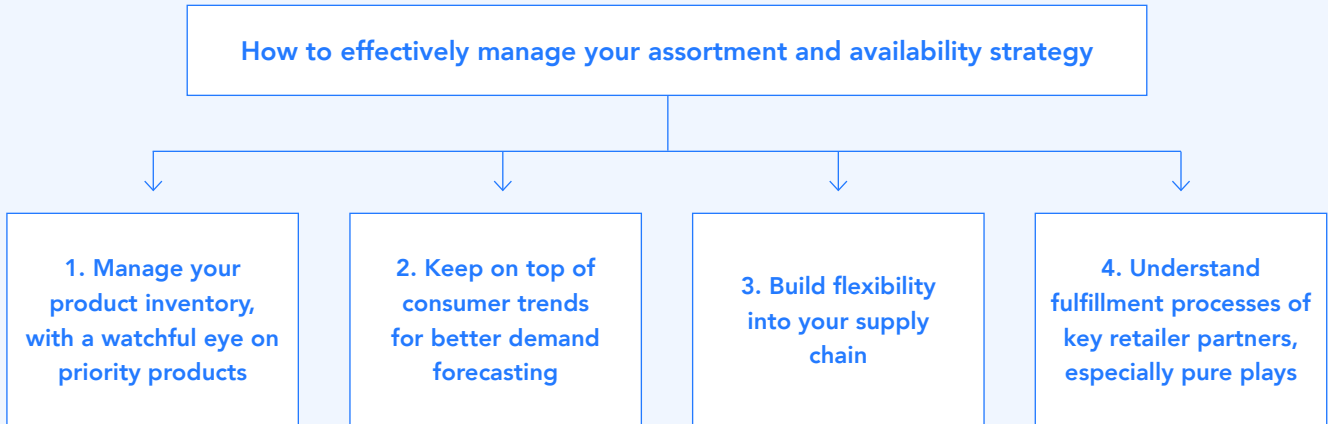 How to effectively manage your assortment and availability strategy
1. Manage your
product inventory,
with a watchful eye on
priority products
2. Keep on top of
consumer trends
for better demand
forecasting
3. Build flexibility
into your supply
chain
4. Understand
fulfillment processes of
key retailer partners,
especially pure plays